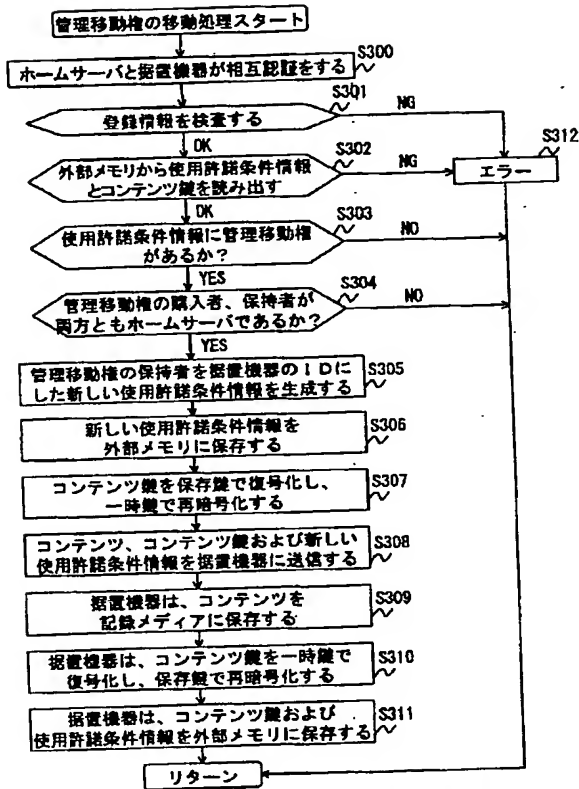 管理移動権の移動処理スタート
S300
ホームサーバと据置機器が相互認証をする
S301
登録情報を検査する
NG
OK
S302
外部メモリから使用許諾条件情報
とコンテンツ鍵を読み出す
NG
S312
エラー
OK
S303
使用許諾条件情報に管理移動権
があるか?
NO
YES
S304
管理移動権の購入者、保持者が
両方ともホームサーバであるか?
NO
YES
S305
管理移動権の保持者を据置機器のIDに
した新しい使用許諾条件情報を生成する
S306
新しい使用許諾条件情報を
外部メモリに保存する
S307
コンテンツ鍵を保存鍵で復号化し、
一時鍵で再暗号化する
S308
コンテンツ、コンテンツ鍵および新しい
使用許諾条件情報を据置機器に送信する
S309
据置機器は、コンテンツを
記録メディアに保存する
S310
据置機器は、コンテンツ鍵を一時鍵で
復号化し、保存鍵で再暗号化する
S311
据置機器は、コンテンツ鍵および
使用許諾条件情報を外部メモリに保存する
リターン